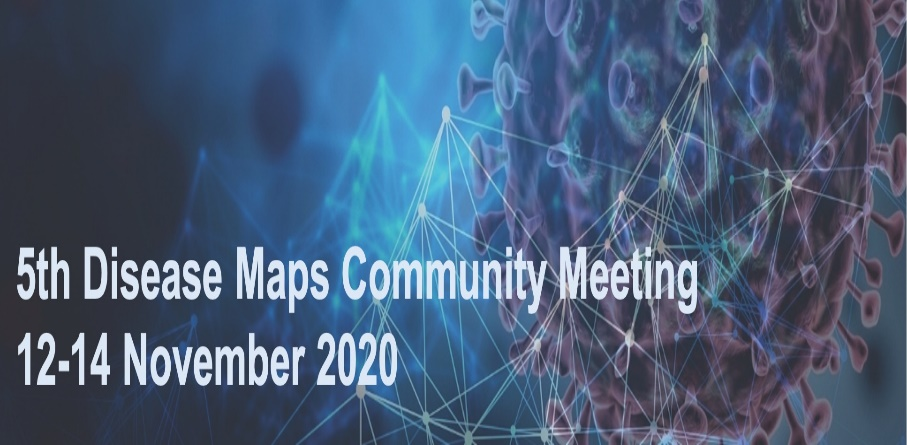 5th Disease Maps Community Meeting
12-14 November 2020